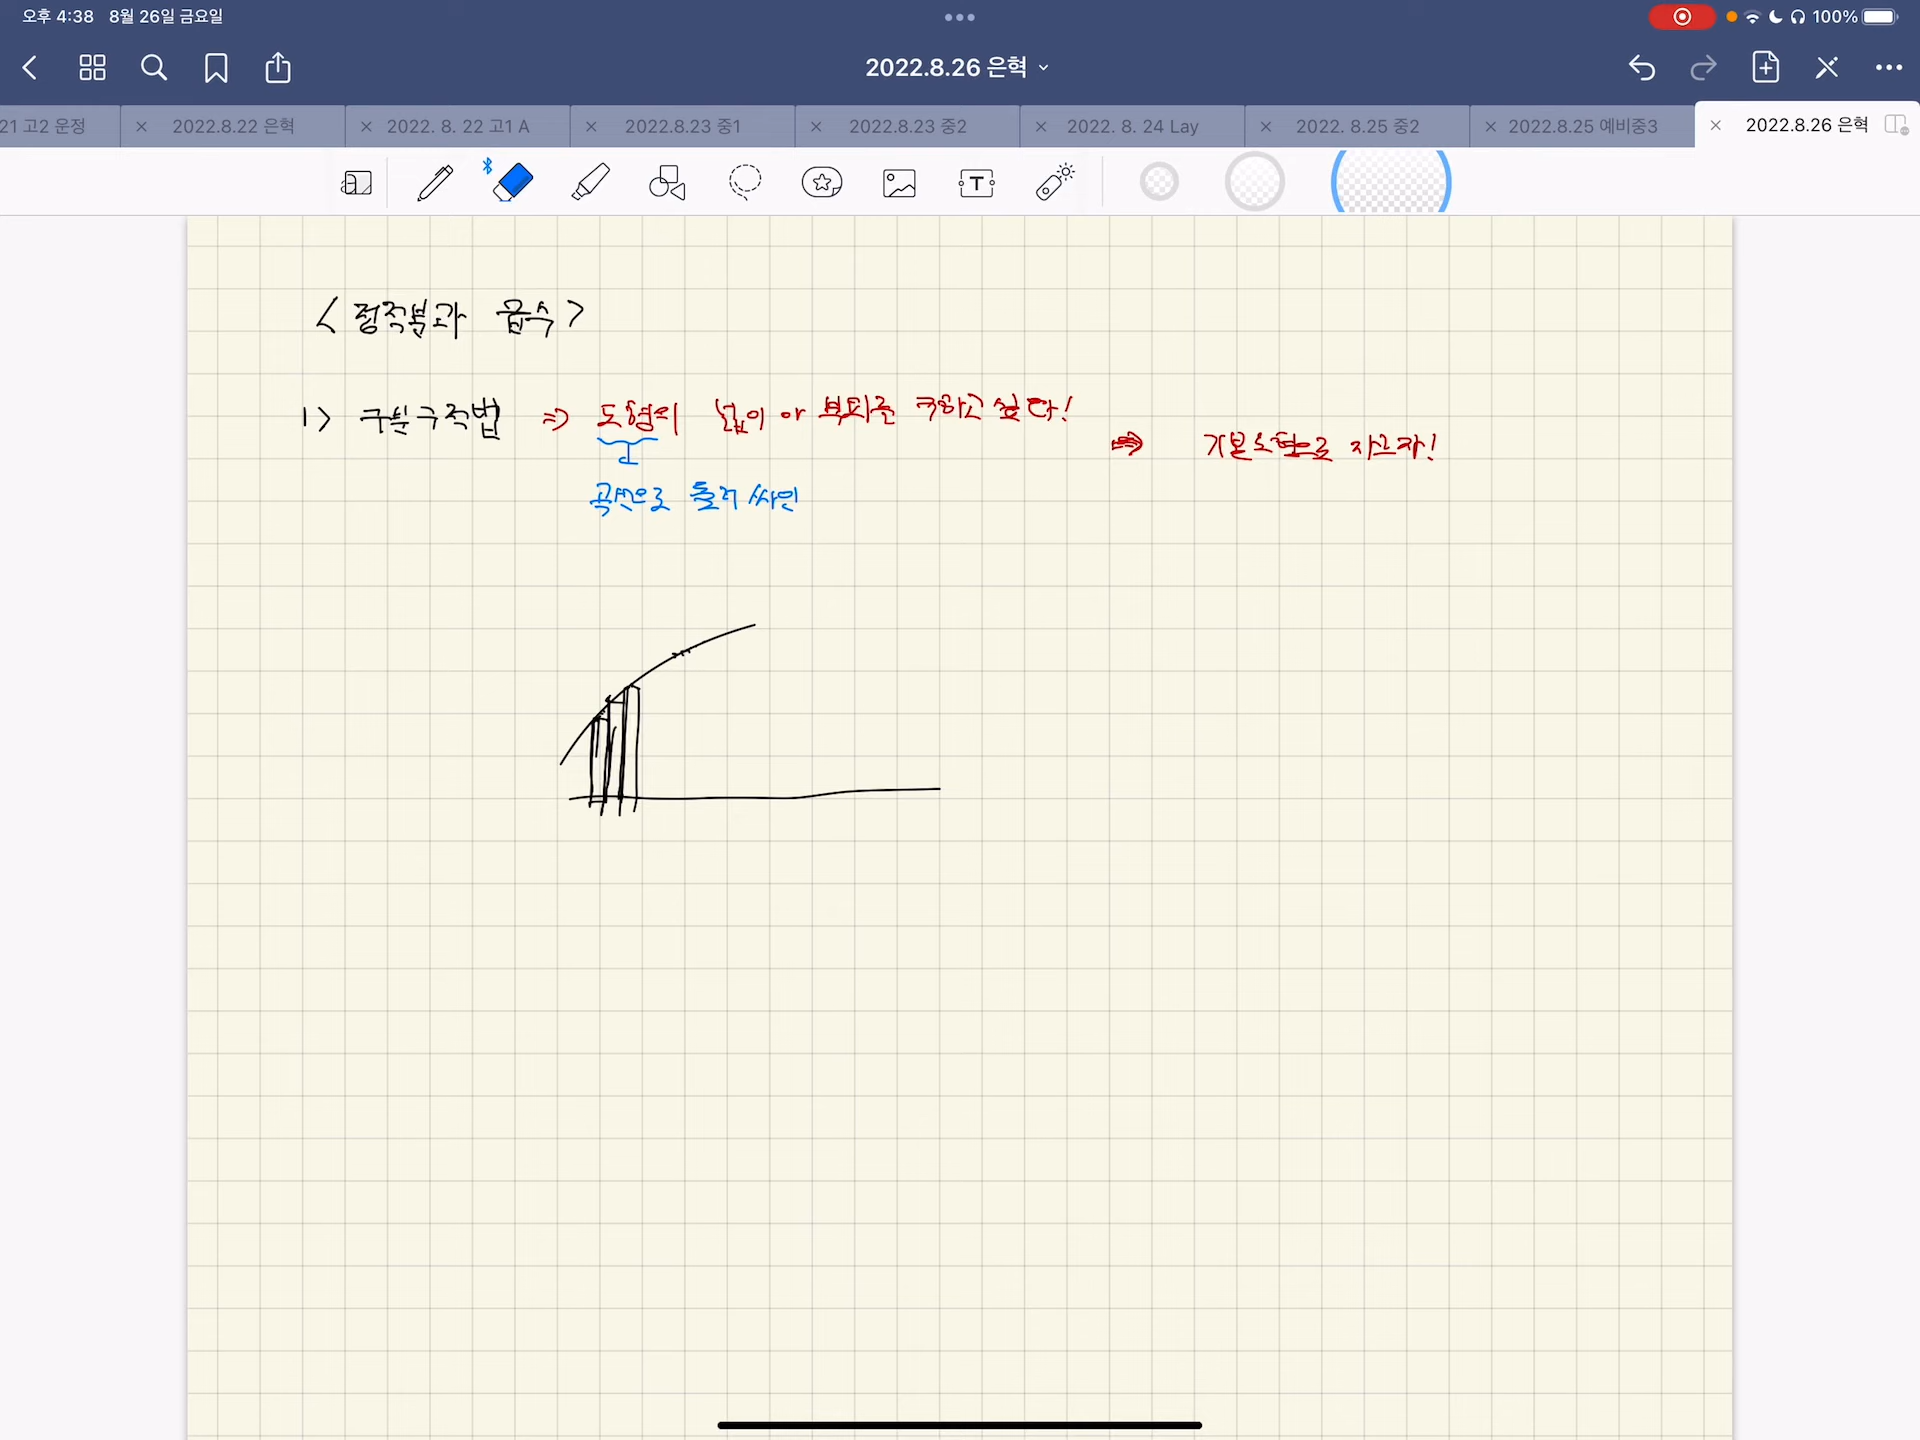 오후 4:38 8월 26일 금요일 100%
2022.8.26 은혁
21 고2 운정 2022.8.22 은혁 2022. 8. 22 고1 A 2022.8.23 중1 2022.8.23 중2 2022. 8. 24 Lay 2022. 8.25 중2 2022.8.25 예비중3 2022.8.26 은혁
T
<정적분과 급수>
1> 구분구적법 ⇒ 도형의 넓이 or 부피를 구하고 싶다!
⇒ 기본도형으로 자르자!
곡선으로 둘러 싸인